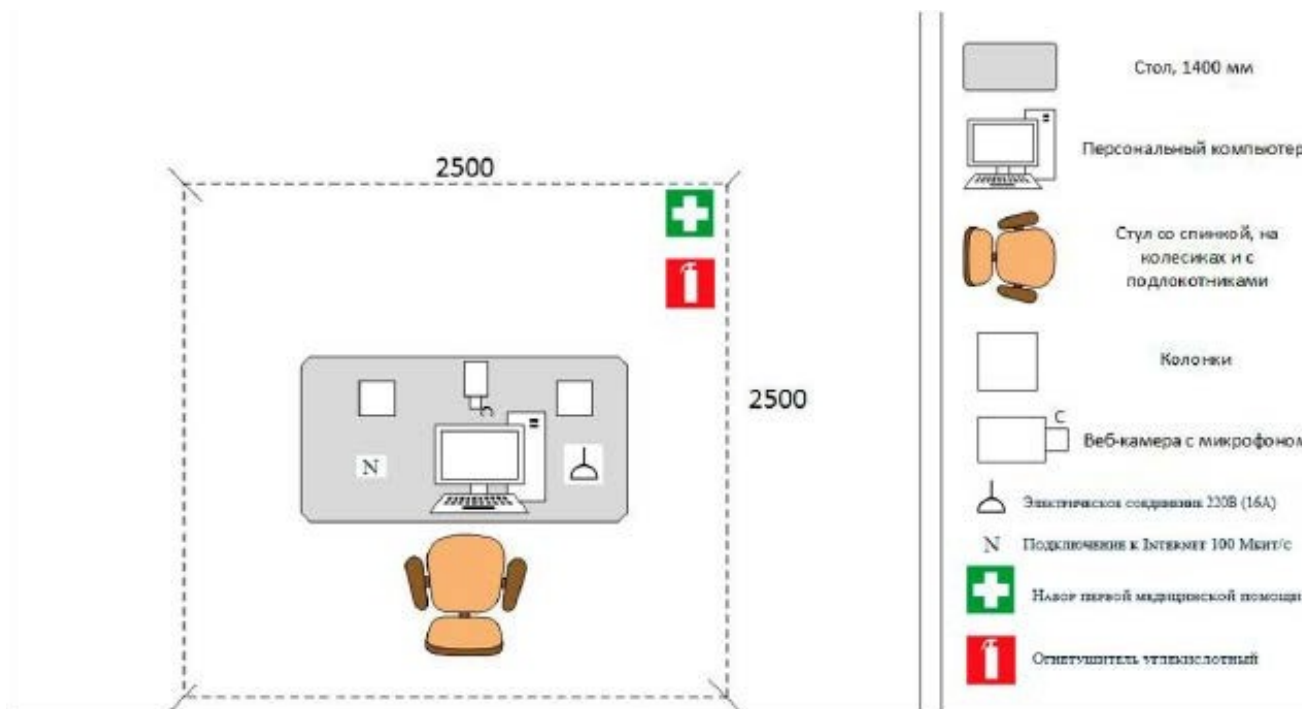 2500
2500
N
Стол, 1400 мм
Персональный компьютер
Стул со спинкой, на
колесиках и с
подлокотниками
Колонки
C
Веб-камера с микрофоном
Электрическое соединение 220В (16А)
N
Подключение к Интернет 100 Мбит/с
Набор первой медицинской помощи
Огнетушитель углекислотный